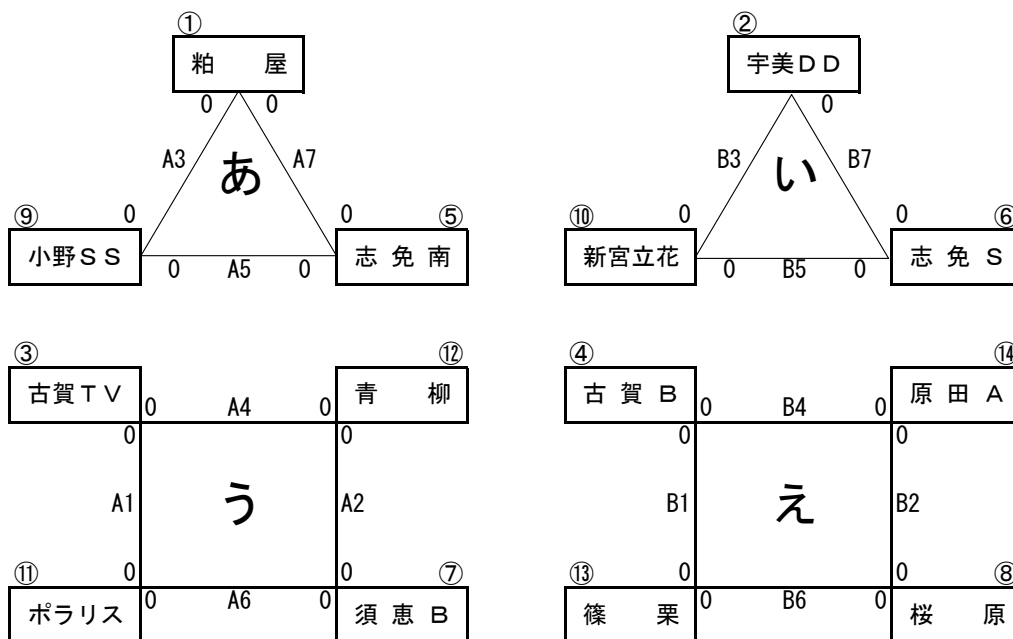 ① ②
粕 屋 宇美ＤＤ
0 0 0
A3 A7 B3 B7
あ い
⑨ 0 0 ⑤ ⑩ 0 0 ⑥
小野ＳＳ 志免南 新宮立花 志免Ｓ
0 A5 0 0 B5 0
③ ⑫ ④ ⑭
古賀ＴＶ 0 A4 0 青 柳 古賀Ｂ 0 B4 0 原田Ａ
0 0 0 0
A1 う A2 B1 え B2
⑪ 0 0 ⑦ ⑬ 0 0 ⑧
ポラリス 0 A6 0 須恵Ｂ 篠 栗 0 B6 0 桜 原